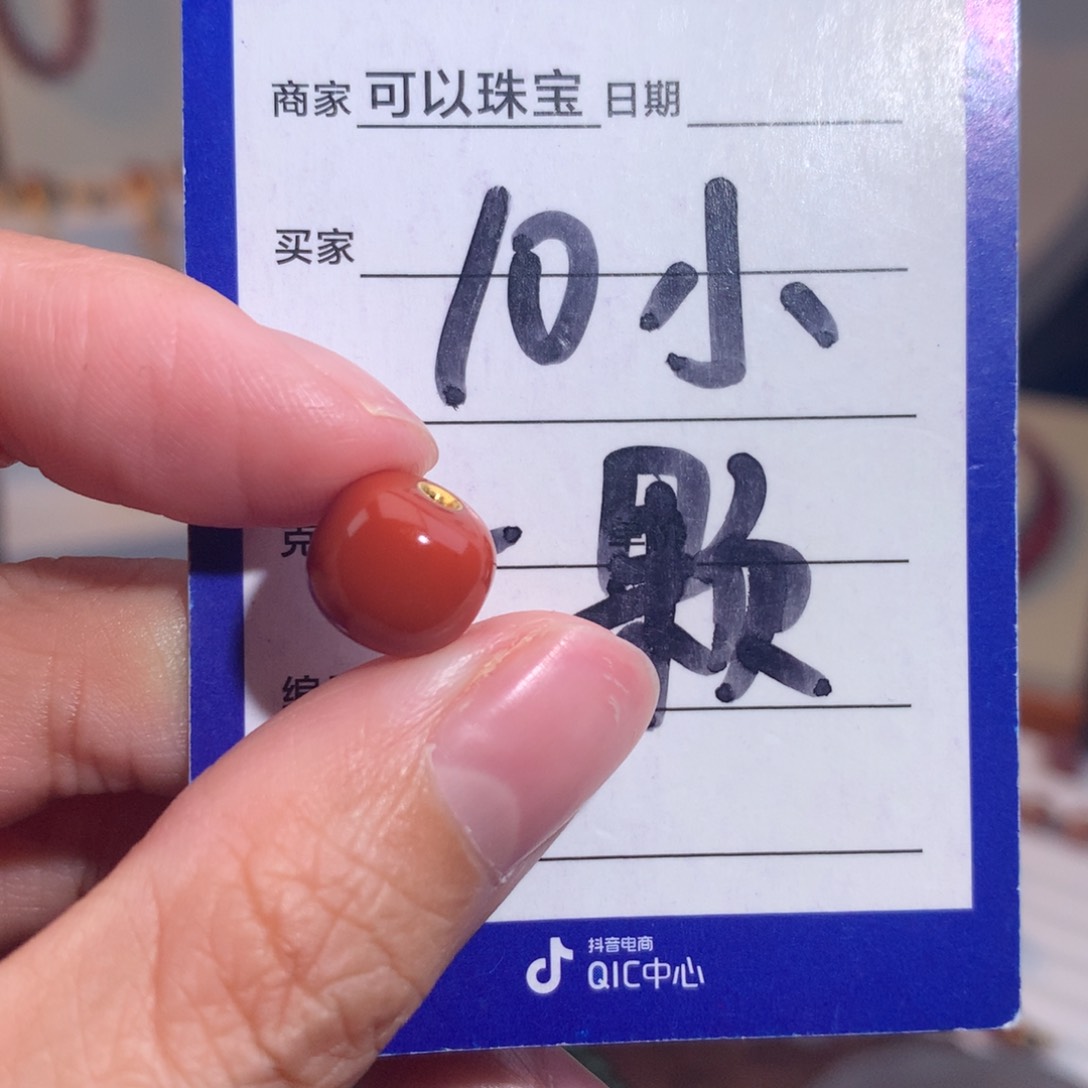 商家 可以珠宝 日期
买家 10小
颗
抖音电商
QIC中心